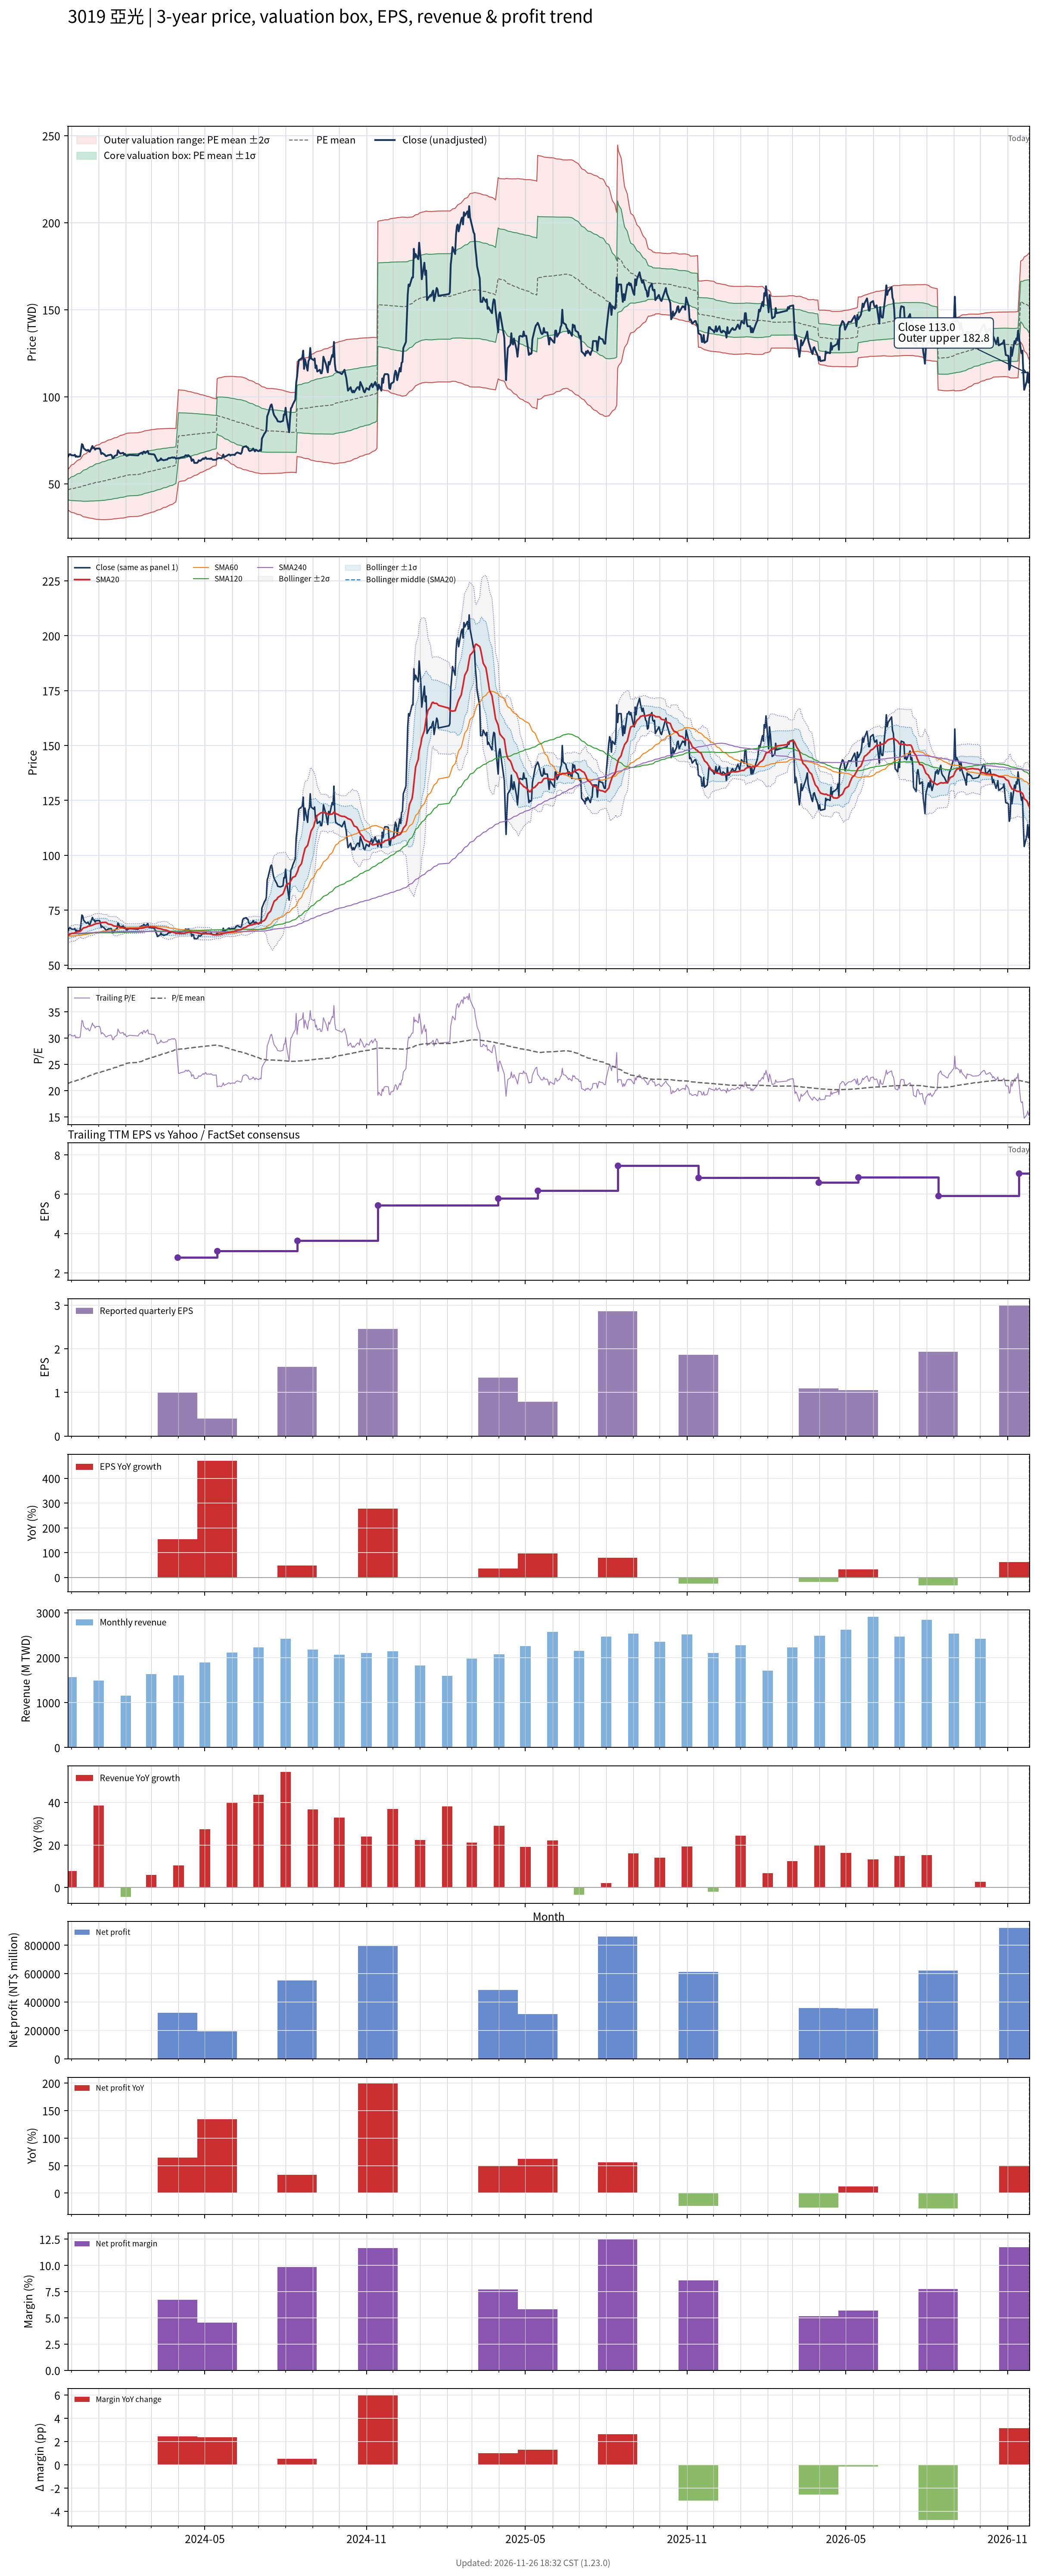 3019 亞光 | 3-year price, valuation box, EPS, revenue & profit trend
Outer valuation range: PE mean ±2σ
PE mean
Close (unadjusted)
Core valuation box: PE mean ±1σ
Today
250
200
150
100
50
Price (TWD)
Close 113.0
Outer upper 182.8
Close (same as panel 1)
SMA20
SMA60
SMA120
SMA240
Bollinger ±2σ
Bollinger ±1σ
Bollinger middle (SMA20)
225
200
175
150
125
100
75
50
Price
Trailing P/E
P/E mean
35
30
25
20
15
P/E
Trailing TTM EPS vs Yahoo / FactSet consensus
Today
8
6
4
2
EPS
Reported quarterly EPS
3
2
1
0
EPS
EPS YoY growth
400
300
200
100
0
YoY (%)
Monthly revenue
3000
2000
1000
0
Revenue (M TWD)
Revenue YoY growth
40
20
0
YoY (%)
Month
Net profit
800000
600000
400000
200000
0
Net profit (NT$ million)
Net profit YoY
200
150
100
50
0
YoY (%)
Net profit margin
12.5
10.0
7.5
5.0
2.5
0.0
Margin (%)
Margin YoY change
6
4
2
0
-2
-4
Δ margin (pp)
2024-05
2024-11
2025-05
2025-11
2026-05
2026-11
Updated: 2026-11-26 18:32 CST (1.23.0)